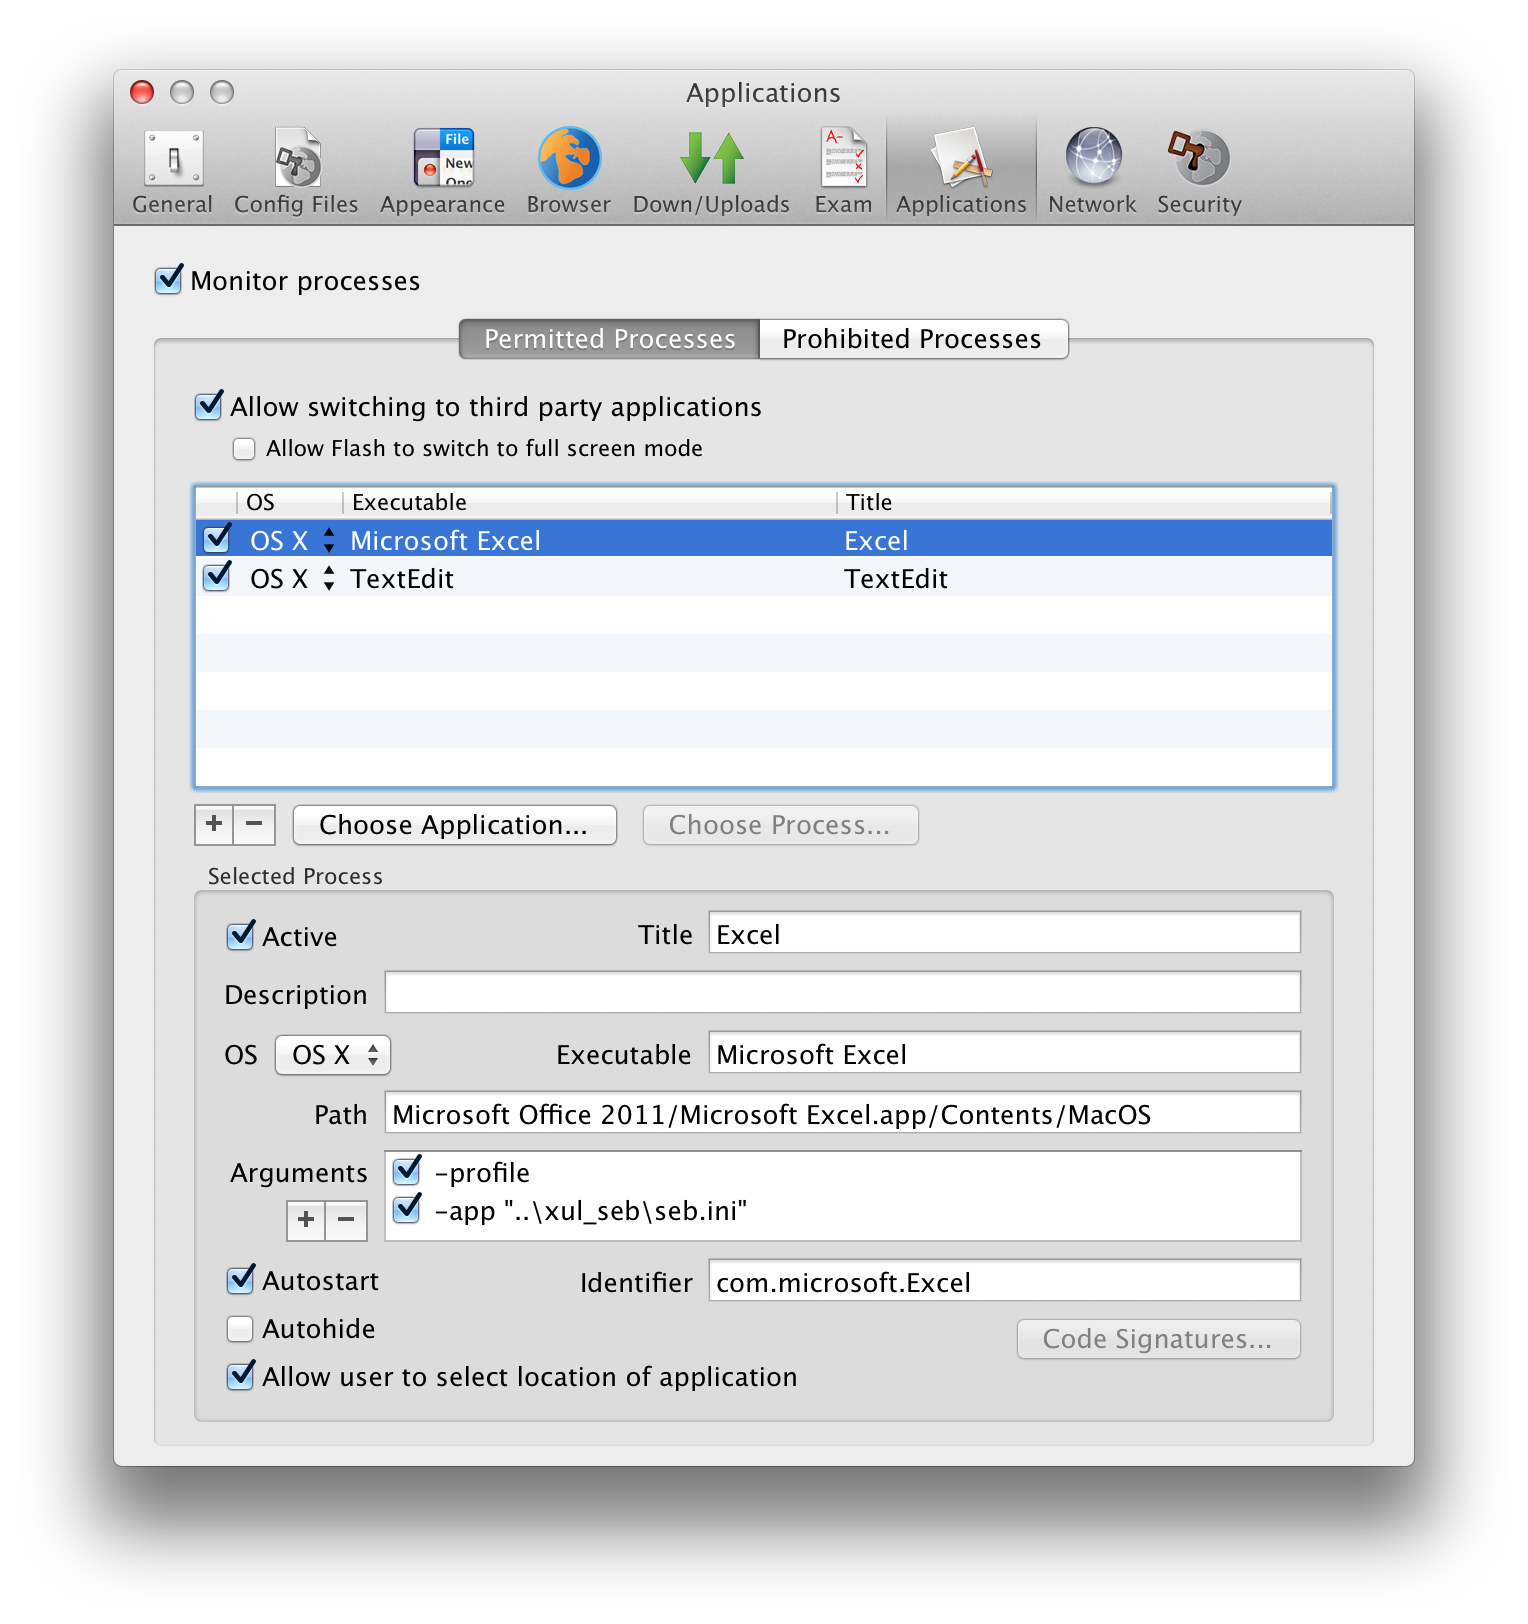 Applications
File
New
General Config Files Appearance Browser Down/Uploads Exam Applications Network Security
A-
Monitor processes
Permitted Processes Prohibited Processes
Allow switching to third party applications
Allow Flash to switch to full screen mode
OS Executable Title
OS X Microsoft Excel Excel
OS X TextEdit TextEdit
+ − Choose Application... Choose Process...
Selected Process
Active Title Excel
Description
OS OS X Executable Microsoft Excel
Path Microsoft Office 2011/Microsoft Excel.app/Contents/MacOS
Arguments -profile
+ − -app "..\xul_seb\seb.ini"
Autostart Identifier com.microsoft.Excel
Autohide
Code Signatures...
Allow user to select location of application